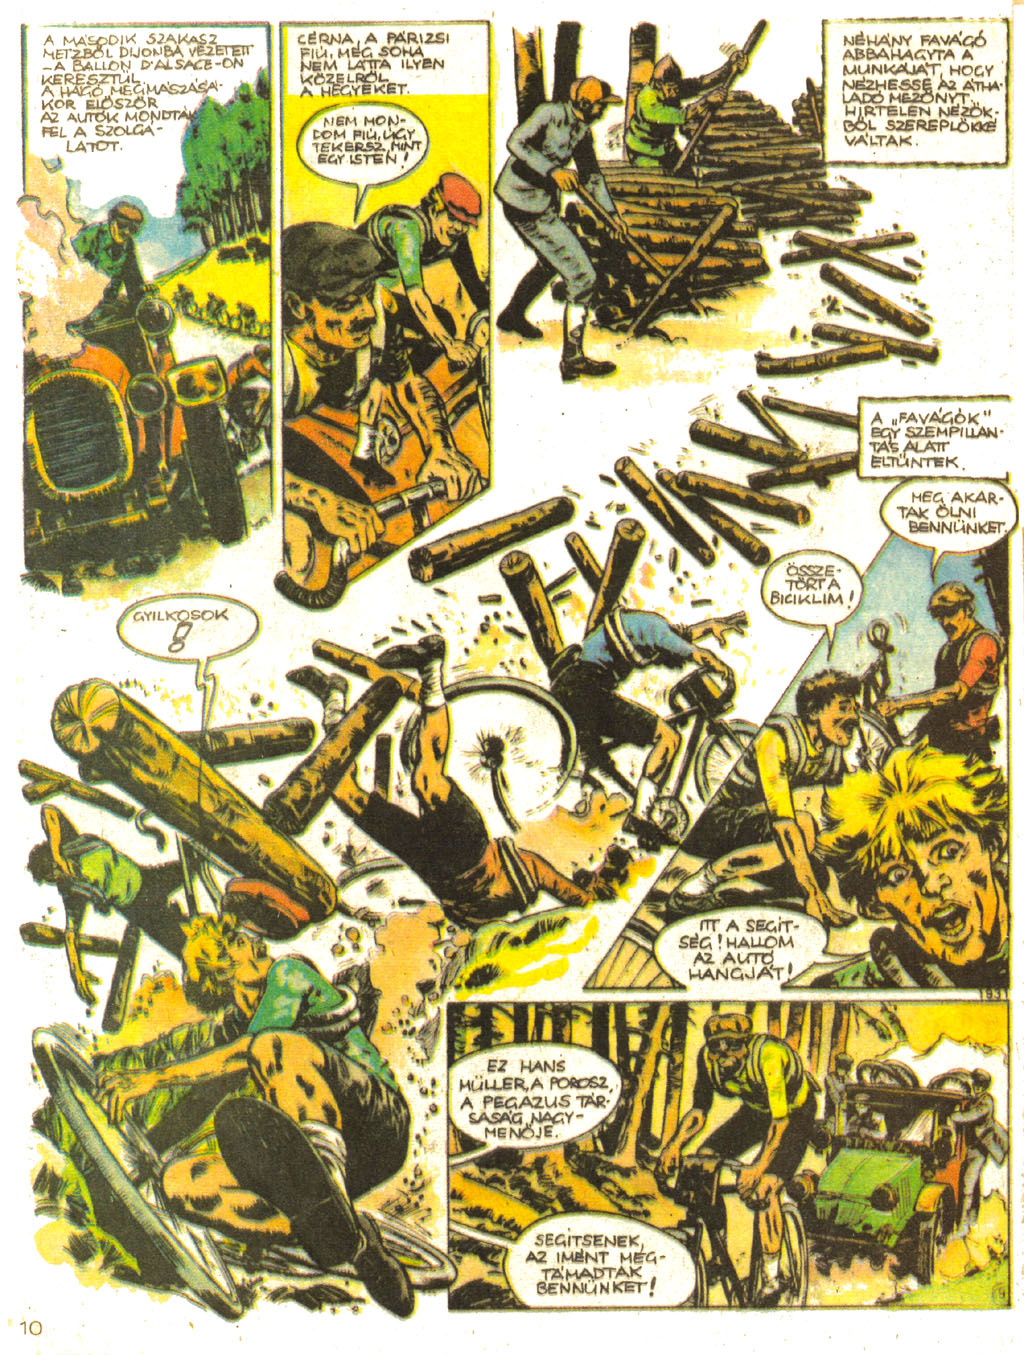 A MÁSODIK SZAKASZ
METZBŐL DIJONBA VEZETETT
- A BALLON D'ALSACE-ON
KERESZTÜL.
A HÁGÓ MEGMÁSZÁSA-
KOR ELŐSZÖR
AZ AUTÓK MONDTÁK
FEL A SZOLGÁ-
LATOT.
CÉRNA, A PÁRIZSI
FIÚ, MÉG SOHA
NEM LÁTTA ILYEN
KÖZELRŐL
A HEGYEKET.
NEM MON-
DOM FIÚ, ÚGY
TEKERSZ, MINT
EGY ISTEN!
NÉHÁNY FAVÁGÓ
ABBAHAGYTA A
MUNKÁJÁT, HOGY
NÉZHESSE AZ ÁTHA-
LADÓ MEZŐNYT.
HIRTELEN NÉZŐK-
BŐL SZEREPLŐKKÉ
VÁLTAK.
A „FAVÁGÓK"
EGY SZEMPILLAN-
TÁS ALATT
ELTŰNTEK.
MEG AKAR-
TAK ÖLNI
BENNÜNKET.
ÖSSZE-
TÖRT A
BICIKLIM!
GYILKOSOK
!
ITT A SEGÍT-
SÉG! HALLOM
AZ AUTÓ
HANGJÁT!
1931
EZ HANS
MÜLLER, A POROSZ,
A PEGAZUS TÁR-
SASÁG NAGY-
MENŐJE.
SEGÍTSENEK,
AZ IMÉNT MEG-
TÁMADTAK
BENNÜNKET!
9
10